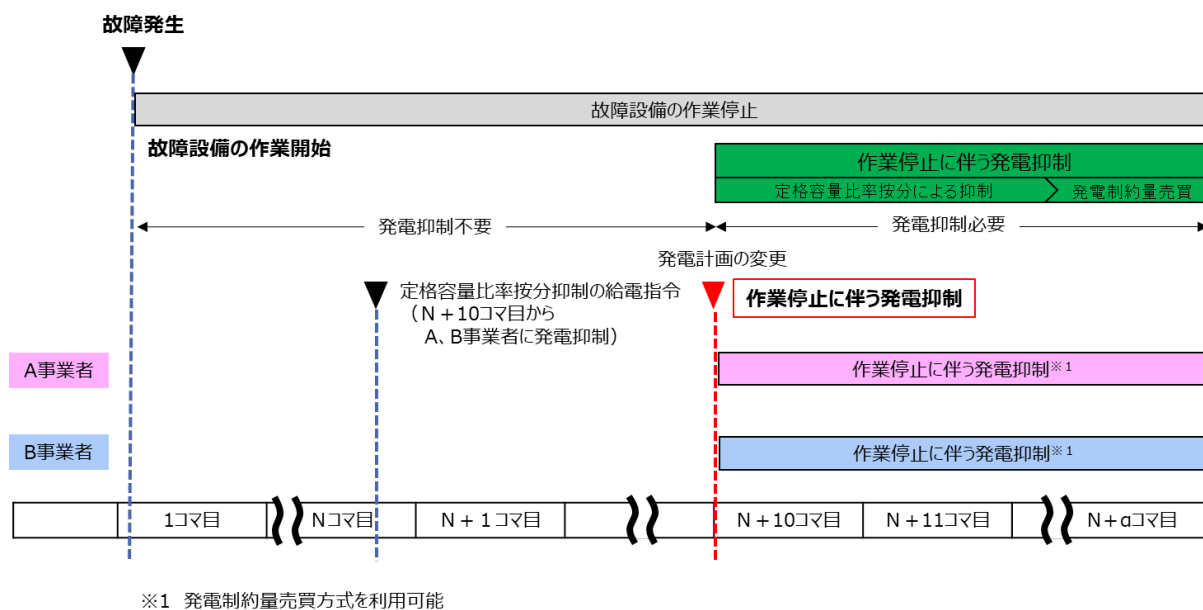 故障発生
故障設備の作業停止
故障設備の作業開始
作業停止に伴う発電抑制
定格容量比率按分による抑制
発電制約量売買
発電抑制不要
発電抑制必要
発電計画の変更
定格容量比率按分抑制の給電指令
（N＋10コマ目から
A、B事業者に発電抑制）
作業停止に伴う発電抑制
A事業者
作業停止に伴う発電抑制※1
B事業者
作業停止に伴う発電抑制※1
1コマ目
Nコマ目
N＋1コマ目
N＋10コマ目
N＋11コマ目
N+αコマ目
※1 発電制約量売買方式を利用可能